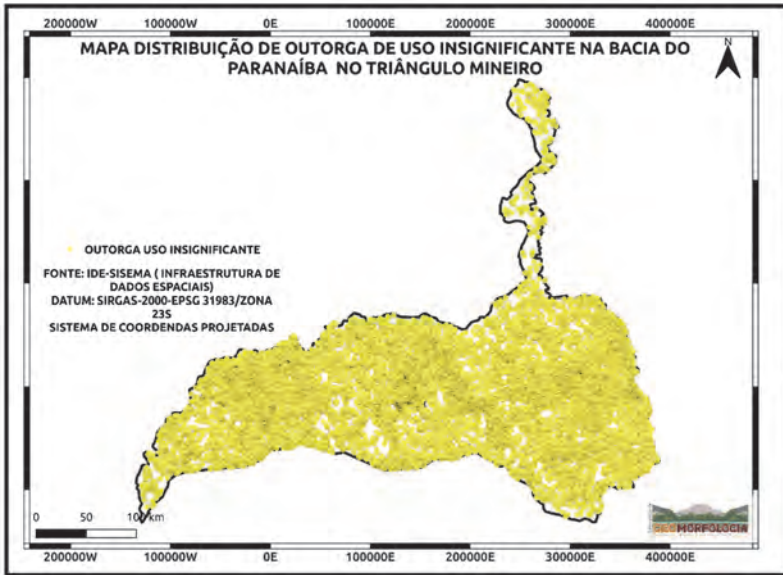 200000W 100000W 0E 100000E 200000E 300000E 400000E
MAPA DISTRIBUIÇÃO DE OUTORGA DE USO INSIGNIFICANTE NA BACIA DO
PARANAÍBA NO TRIÂNGULO MINEIRO
N
OUTORGA USO INSIGNIFICANTE
FONTE: IDE-SISEMA ( INFRAESTRUTURA DE
DADOS ESPACIAIS)
DATUM: SIRGAS-2000-EPSG 31983/ZONA
23S
SISTEMA DE COORDENDAS PROJETADAS
0 50 100 km
MORFOLOGIA
200000W 100000W 0E 100000E 200000E 300000E 400000E